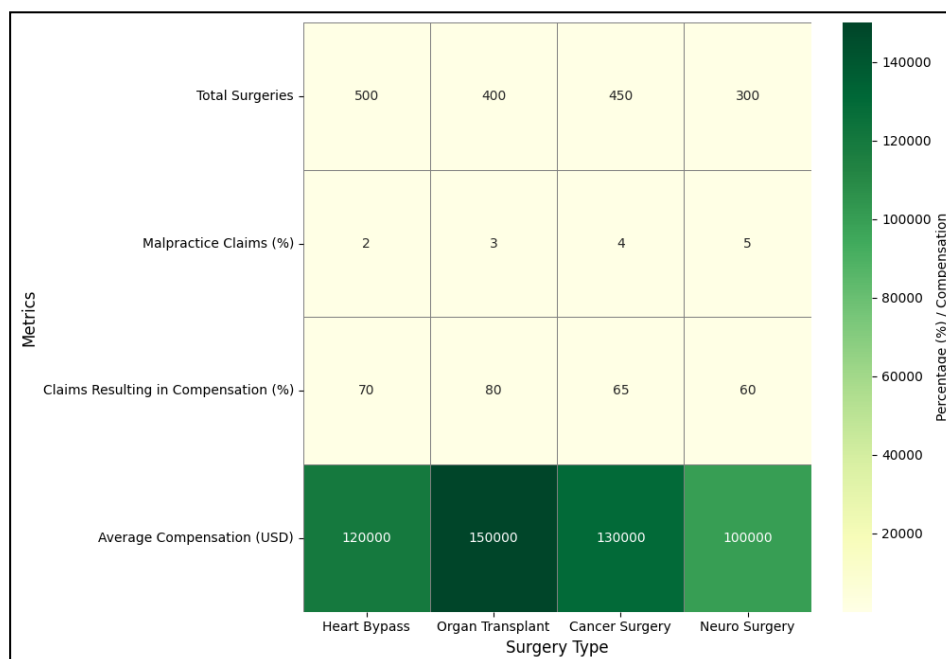 Metrics
Total Surgeries 500 400 450 300
Malpractice Claims (%) 2 3 4 5
Claims Resulting in Compensation (%) 70 80 65 60
Average Compensation (USD) 120000 150000 130000 100000
Heart Bypass Organ Transplant Cancer Surgery Neuro Surgery
Surgery Type
140000
120000
100000
80000
60000
40000
20000
Percentage (%) / Compensation